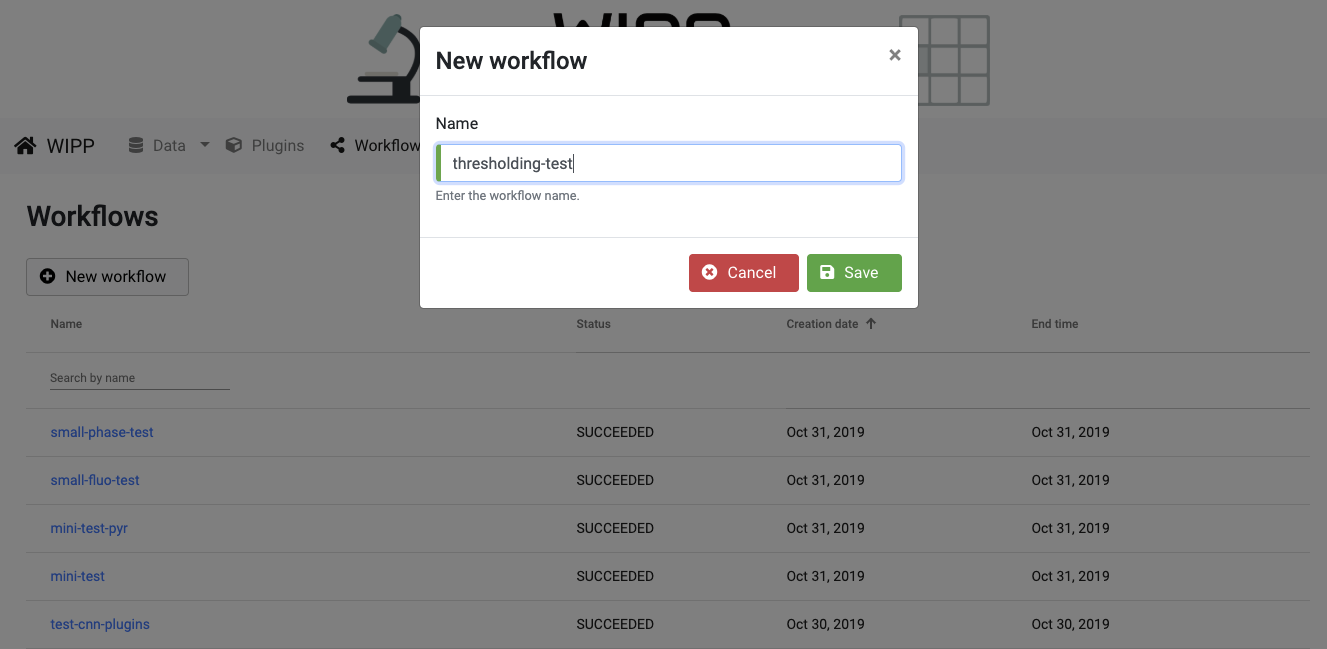 WIPP
New workflow ×
Name
thresholding-test
Enter the workflow name.
Cancel Save
WIPP Data Plugins Workflow
Workflows
New workflow
Name Status Creation date End time
Search by name
small-phase-test SUCCEEDED Oct 31, 2019 Oct 31, 2019
small-fluo-test SUCCEEDED Oct 31, 2019 Oct 31, 2019
mini-test-pyr SUCCEEDED Oct 31, 2019 Oct 31, 2019
mini-test SUCCEEDED Oct 31, 2019 Oct 31, 2019
test-cnn-plugins SUCCEEDED Oct 30, 2019 Oct 30, 2019